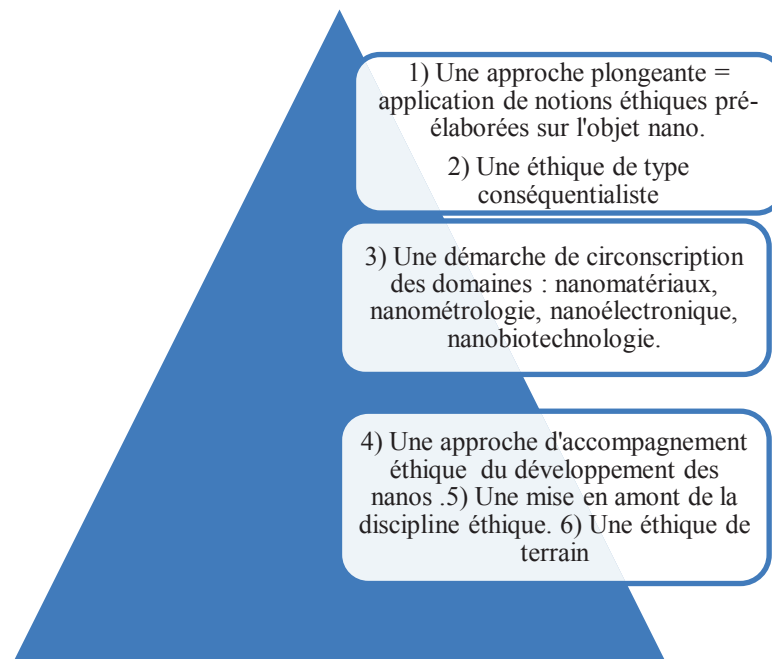 1) Une approche plongeante =
application de notions éthiques pré-
élaborées sur l'objet nano.
2) Une éthique de type
conséquentialiste
3) Une démarche de circonscription
des domaines : nanomatériaux,
nanométrologie, nanoélectronique,
nanobiotechnologie.
4) Une approche d'accompagnement
éthique du développement des
nanos .5) Une mise en amont de la
discipline éthique. 6) Une éthique de
terrain